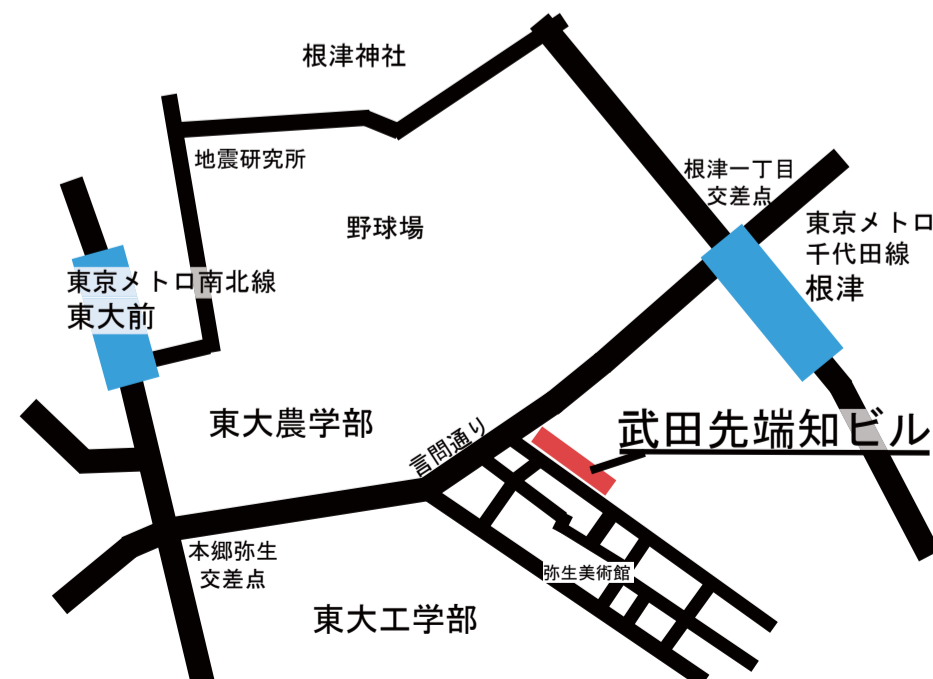 根津神社
地震研究所
根津一丁目
交差点
野球場
東京メトロ
千代田線
根津
東京メトロ南北線
東大前
東大農学部
言問通り
武田先端知ビル
本郷弥生
交差点
弥生美術館
東大工学部